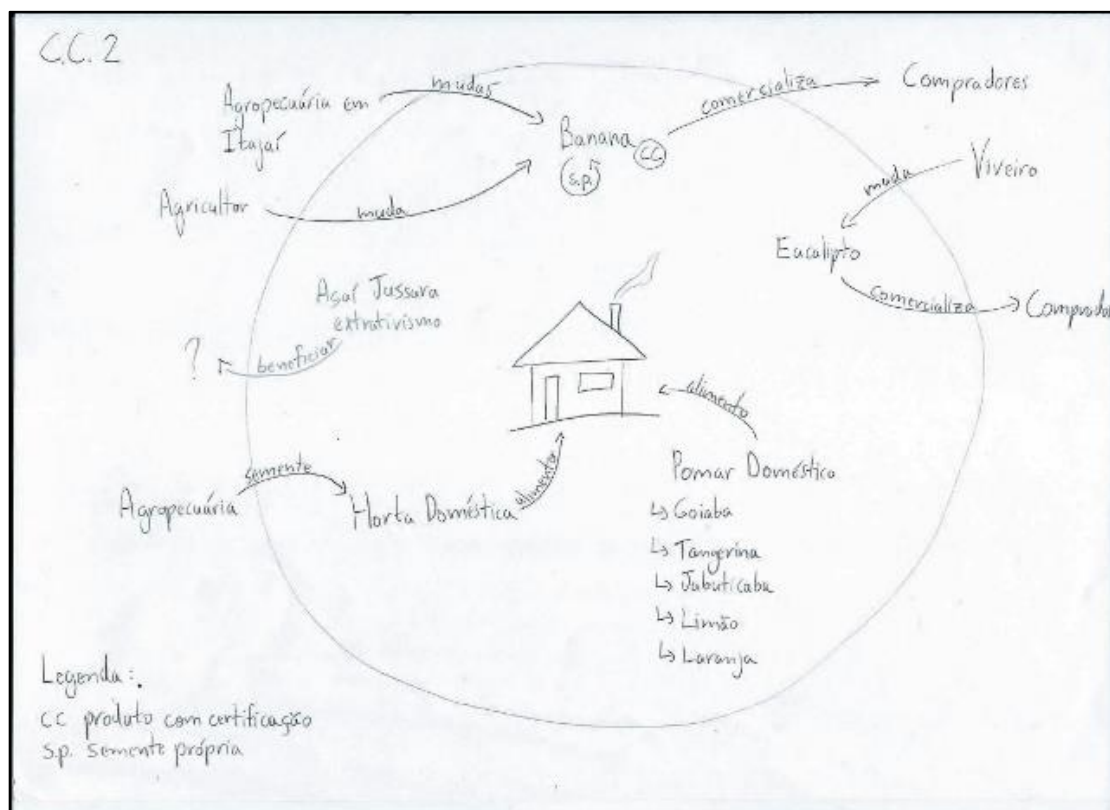 C.C. 2
Agropecuária em
Itajaí
mudas
Banana
CC
s.p.
comercializa
Compradores
Viveiro
muda
Agricultor
muda
Eucalipto
comercializa
Comprador
Açaí Jussara
extrativismo
beneficiar
?
alimento
Agropecuária
semente
Horta Doméstica
alimentar
Pomar Doméstico
↳ Goiaba
↳ Tangerina
↳ Jabuticaba
↳ Limão
↳ Laranja
Legenda:.
CC produto com certificação
s.p. semente própria